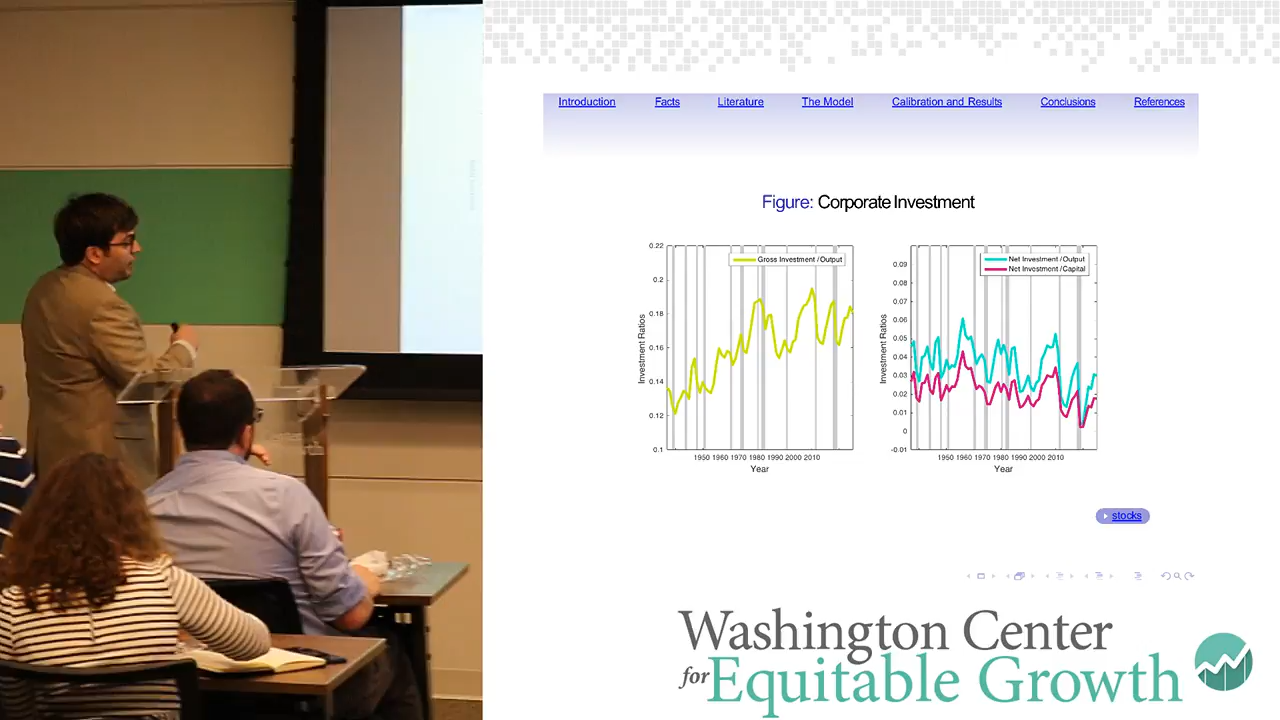 Introduction Facts Literature The Model Calibration and Results Conclusions References
Figure: Corporate Investment
0.22
0.2
0.18
0.16
0.14
0.12
0.1
Investment Ratios
Gross Investment / Output
1950 1960 1970 1980 1990 2000 2010
Year
0.09
0.08
0.07
0.06
0.05
0.04
0.03
0.02
0.01
0
-0.01
Investment Ratios
Net Investment / Output
Net Investment / Capital
1950 1960 1970 1980 1990 2000 2010
Year
stocks
Washington Center
for Equitable Growth